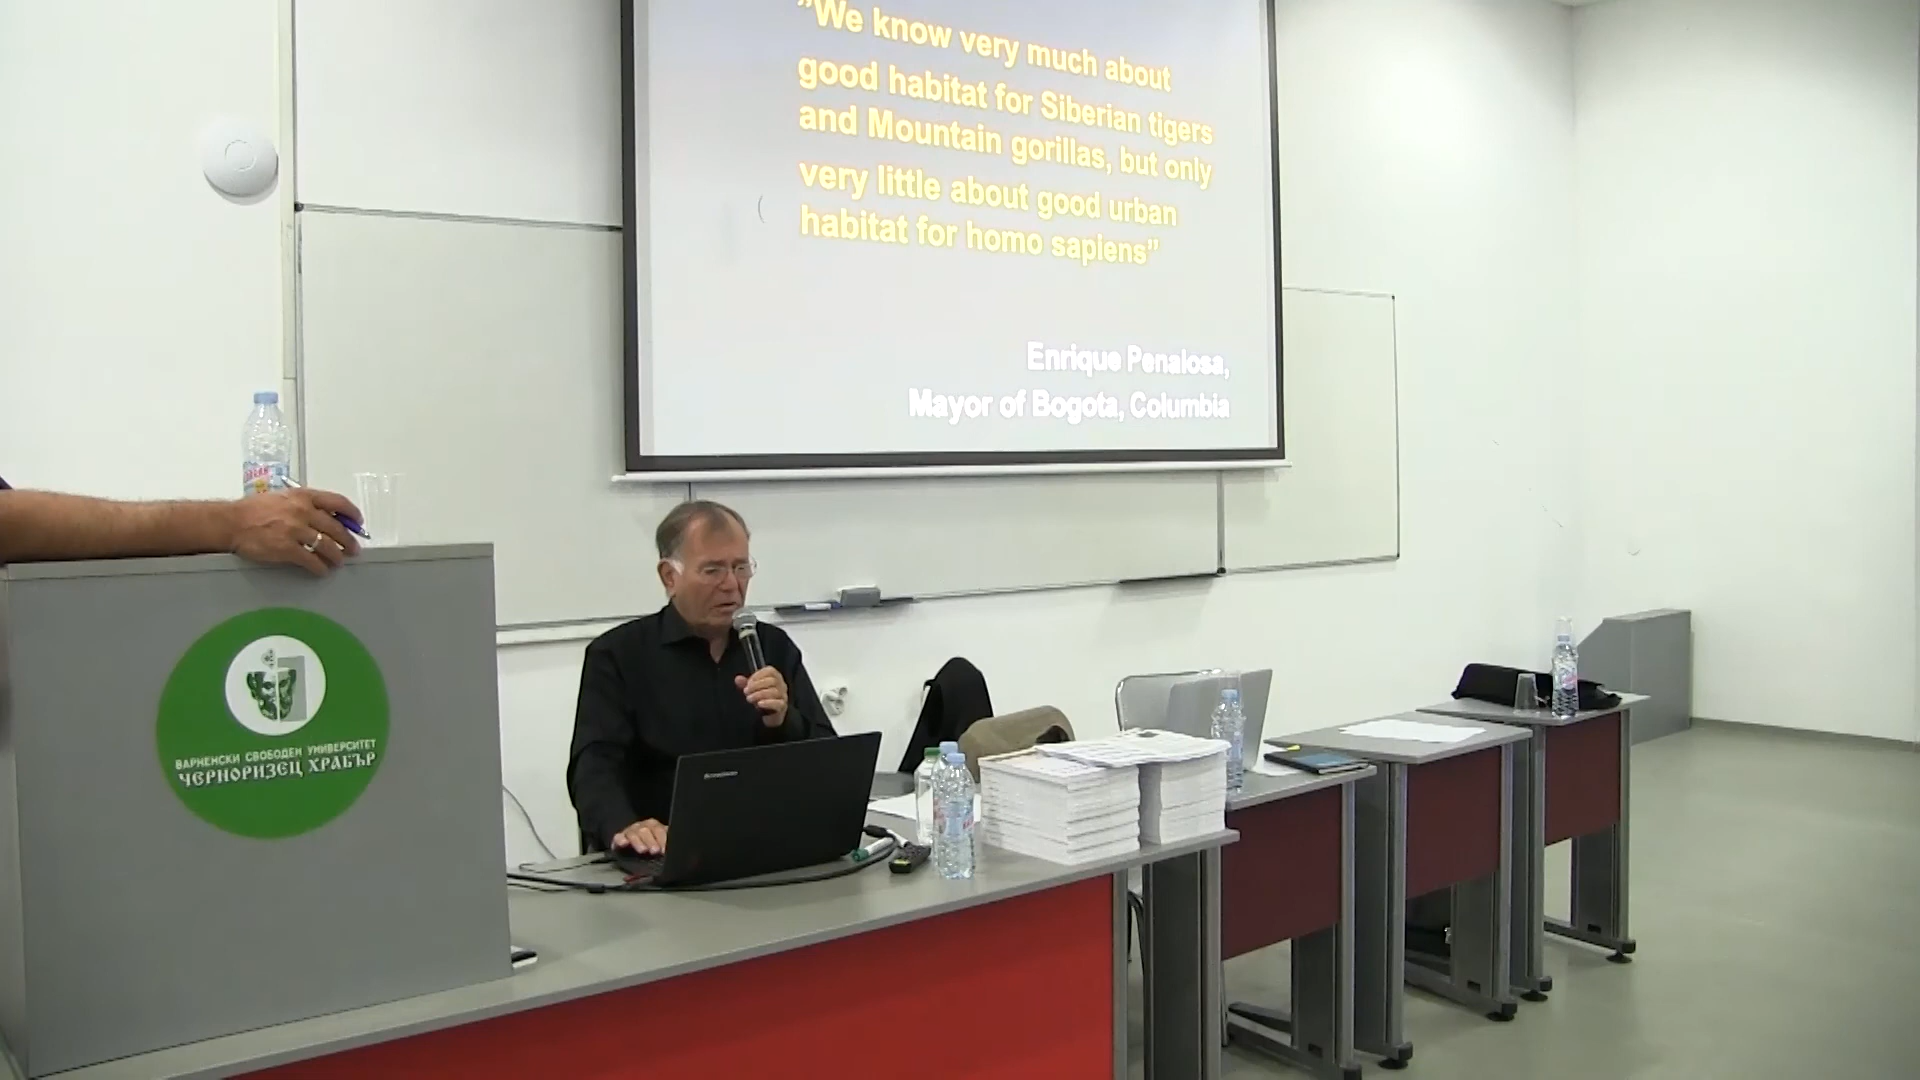 ”We know very much about
good habitat for Siberian tigers
and Mountain gorillas, but only
very little about good urban
habitat for homo sapiens”
Enrique Penalosa,
Mayor of Bogota, Columbia
ВАРНЕНСКИ СВОБОДЕН УНИВЕРСИТЕТ
ЧЕРНОРИЗЕЦ ХРАБЪР
Lenovo